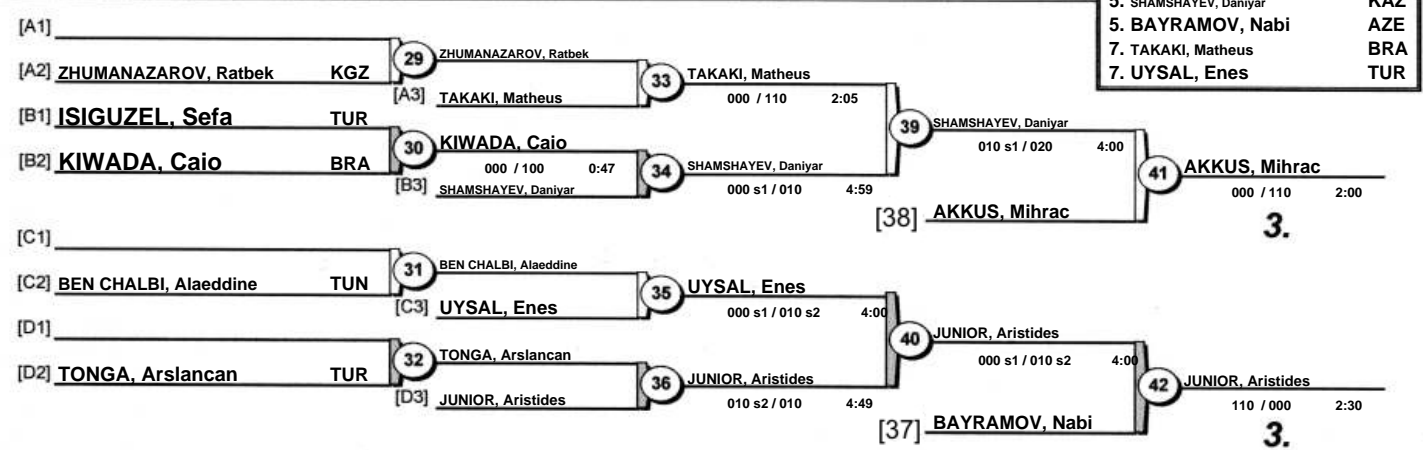 5. SHAMSHAYEV, Daniyar KAZ
5. BAYRAMOV, Nabi AZE
7. TAKAKI, Matheus BRA
7. UYSAL, Enes TUR
[A1]
[A2] ZHUMANAZAROV, Ratbek KGZ
29 ZHUMANAZAROV, Ratbek
[A3] TAKAKI, Matheus
33 TAKAKI, Matheus
000 / 110 2:05
[B1] ISIGUZEL, Sefa TUR
[B2] KIWADA, Caio BRA
30 KIWADA, Caio
000 / 100 0:47
[B3] SHAMSHAYEV, Daniyar
34 SHAMSHAYEV, Daniyar
000 s1 / 010 4:59
39 SHAMSHAYEV, Daniyar
010 s1 / 020 4:00
[38] AKKUS, Mihrac
41 AKKUS, Mihrac
000 / 110 2:00
3.
[C1]
[C2] BEN CHALBI, Alaeddine TUN
31 BEN CHALBI, Alaeddine
[C3] UYSAL, Enes
35 UYSAL, Enes
000 s1 / 010 s2 4:00
[D1]
[D2] TONGA, Arslancan TUR
32 TONGA, Arslancan
[D3] JUNIOR, Aristides
36 JUNIOR, Aristides
010 s2 / 010 4:49
40 JUNIOR, Aristides
000 s1 / 010 s2 4:00
[37] BAYRAMOV, Nabi
42 JUNIOR, Aristides
110 / 000 2:30
3.